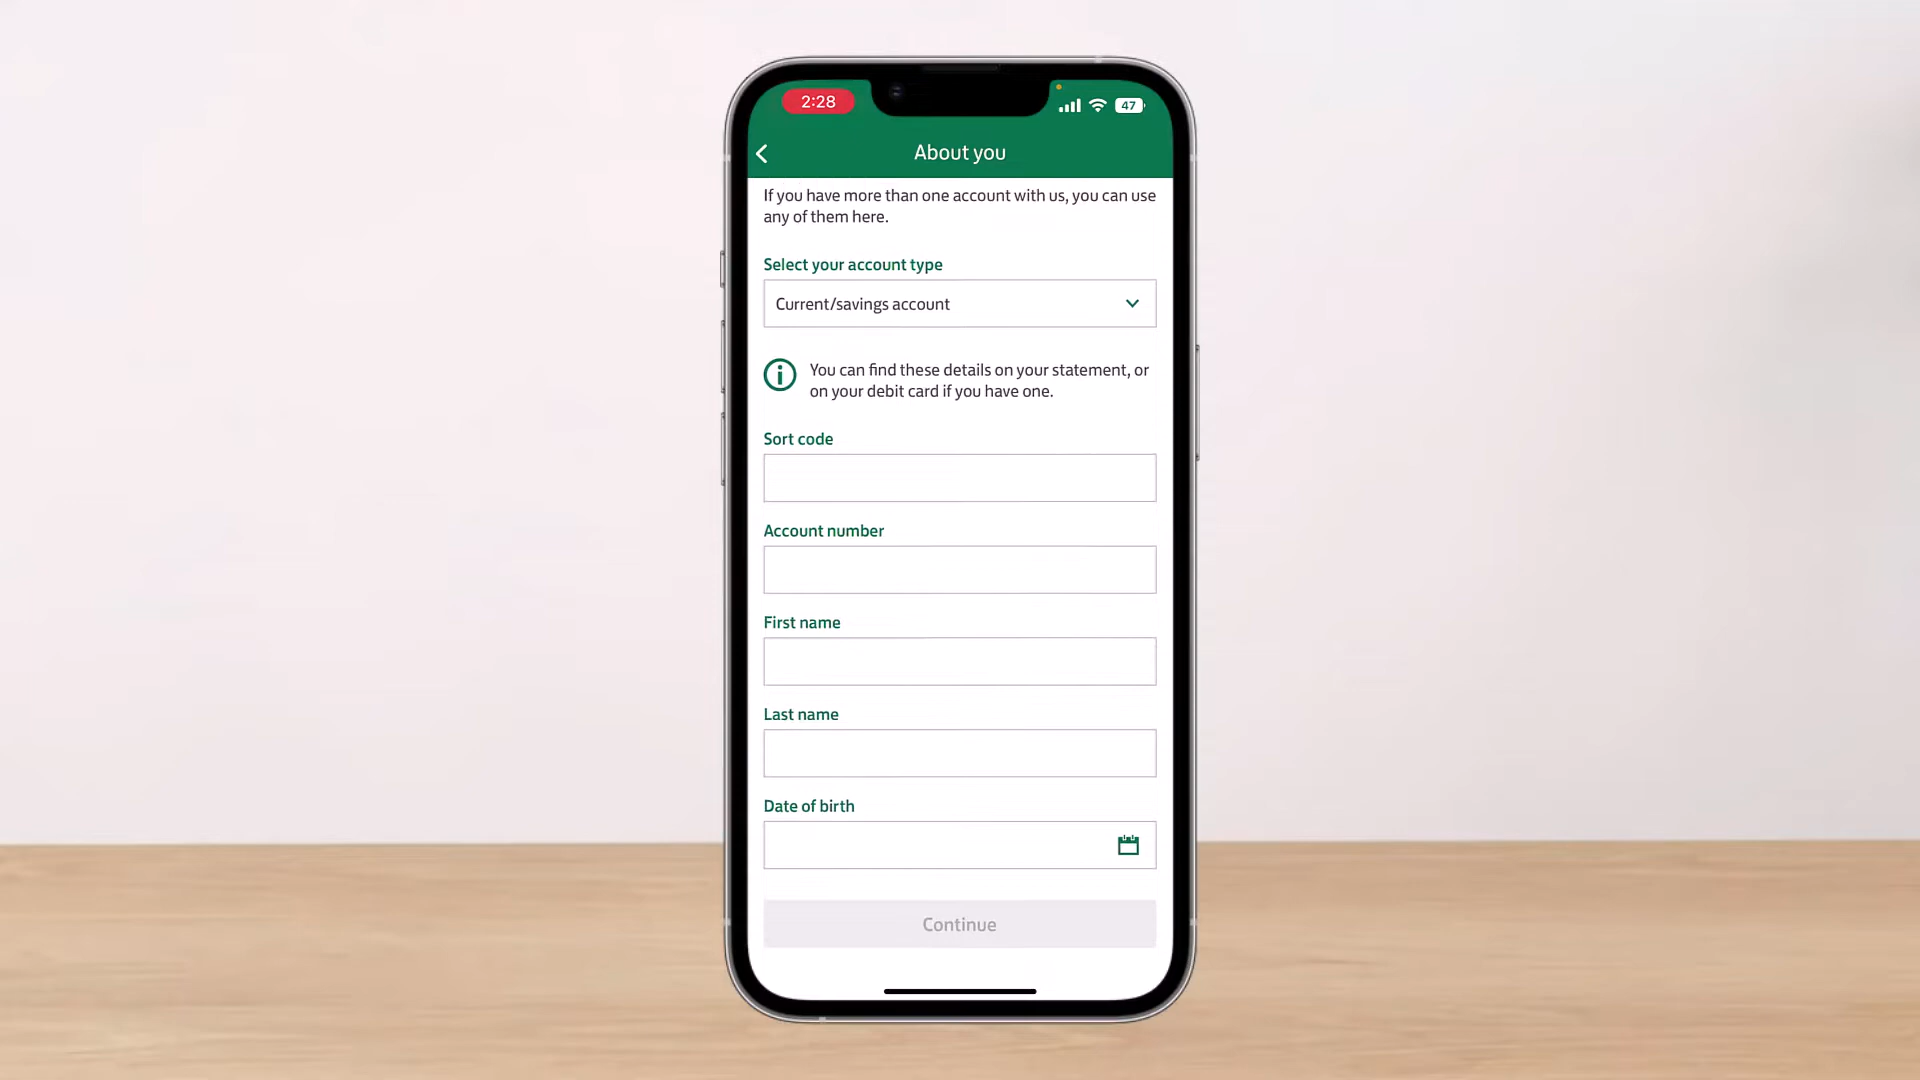 2:28
47
About you
If you have more than one account with us, you can use
any of them here.
Select your account type
Current/savings account
You can find these details on your statement, or
on your debit card if you have one.
Sort code
Account number
First name
Last name
Date of birth
Continue